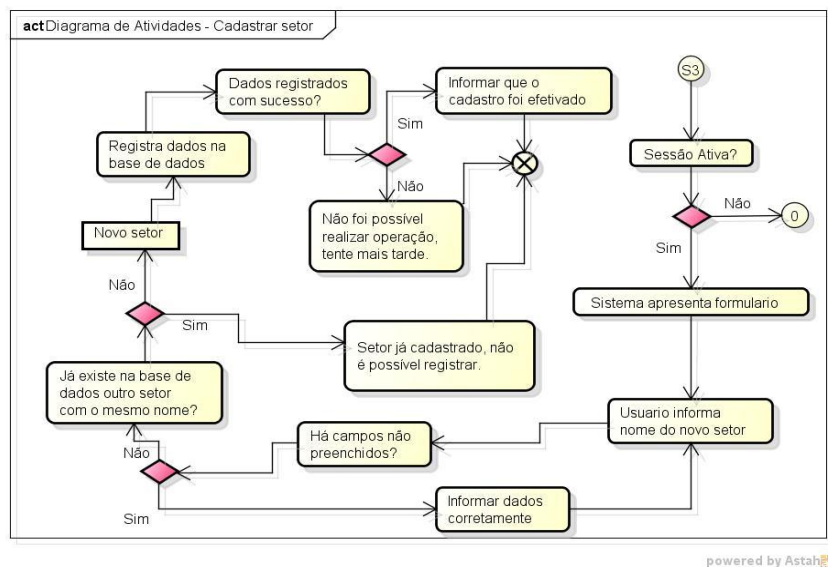 act Diagrama de Atividades - Cadastrar setor
Dados registrados
com sucesso?
Informar que o
cadastro foi efetivado
S3
Sim
Registra dados na
base de dados
Sessão Ativa?
Não
Não
Novo setor
Não foi possível
realizar operação,
tente mais tarde.
0
Sim
Não
Sistema apresenta formulario
Sim
Setor já cadastrado, não
é possível registrar.
Já existe na base de
dados outro setor
com o mesmo nome?
Usuario informa
nome do novo setor
Há campos não
preenchidos?
Não
Informar dados
corretamente
Sim
powered by Astah